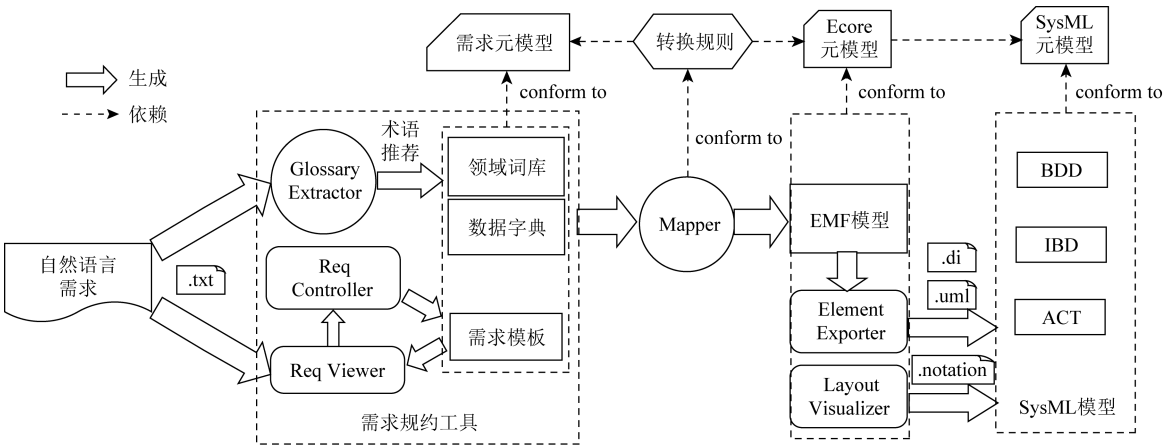 需求元模型
转换规则
Ecore
元模型
SysML
元模型
生成
依赖
conform to
conform to
conform to
conform to
术语
推荐
Glossary
Extractor
领域词库
数据字典
Mapper
EMF模型
BDD
IBD
ACT
自然语言
需求
.txt
Req
Controller
需求模板
Req Viewer
.di
.uml
Element
Exporter
.notation
Layout
Visualizer
SysML模型
需求规约工具